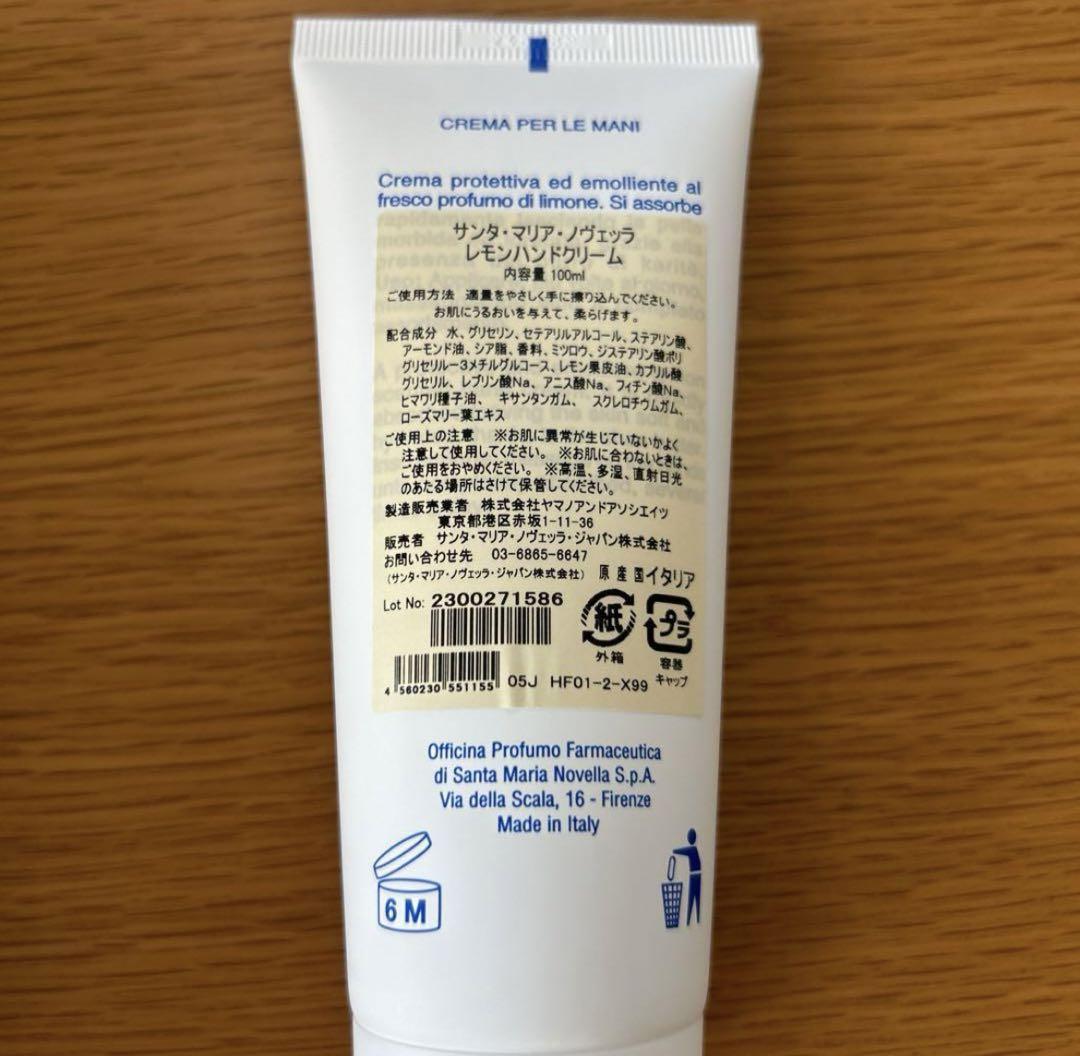 CREMA PER LE MANI
Crema protettiva ed emolliente al
fresco profumo di limone. Si assorbe
サンタ・マリア・ノヴェッラ
レモンハンドクリーム
内容量 100ml
ご使用方法 適量をやさしく手に擦り込んでください。
お肌にうるおいを与えて、柔らげます。
配合成分 水、グリセリン、セテアリルアルコール、ステアリン酸、
アーモンド油、シア脂、香料、ミツロウ、ジステアリン酸ポリ
グリセリル−3メチルグルコース、レモン果皮油、カプリル酸
グリセリル、レブリン酸Na、アニス酸Na、フィチン酸Na、
ヒマワリ種子油、 キサンタンガム、 スクレロチウムガム、
ローズマリー葉エキス
ご使用上の注意 ※お肌に異常が生じていないかよく
注意して使用してください。 ※お肌に合わないときは、
ご使用をおやめください。 ※高温、多湿、直射日光
のあたる場所はさけて保管してください。
製造販売業者 株式会社ヤマノアンドアソシエイツ
東京都港区赤坂1-11-36
販売者 サンタ・マリア・ノヴェッラ・ジャパン株式会社
お問い合わせ先 03-6865-6647
(サンタ・マリア・ノヴェッラ・ジャパン株式会社) 原産国イタリア
Lot No: 2300271586
紙 プラ
外箱 容器
キャップ
4 560230 551155 05J HF01-2-X99
Officina Profumo Farmaceutica
di Santa Maria Novella S.p.A.
Via della Scala, 16 - Firenze
Made in Italy
6 M